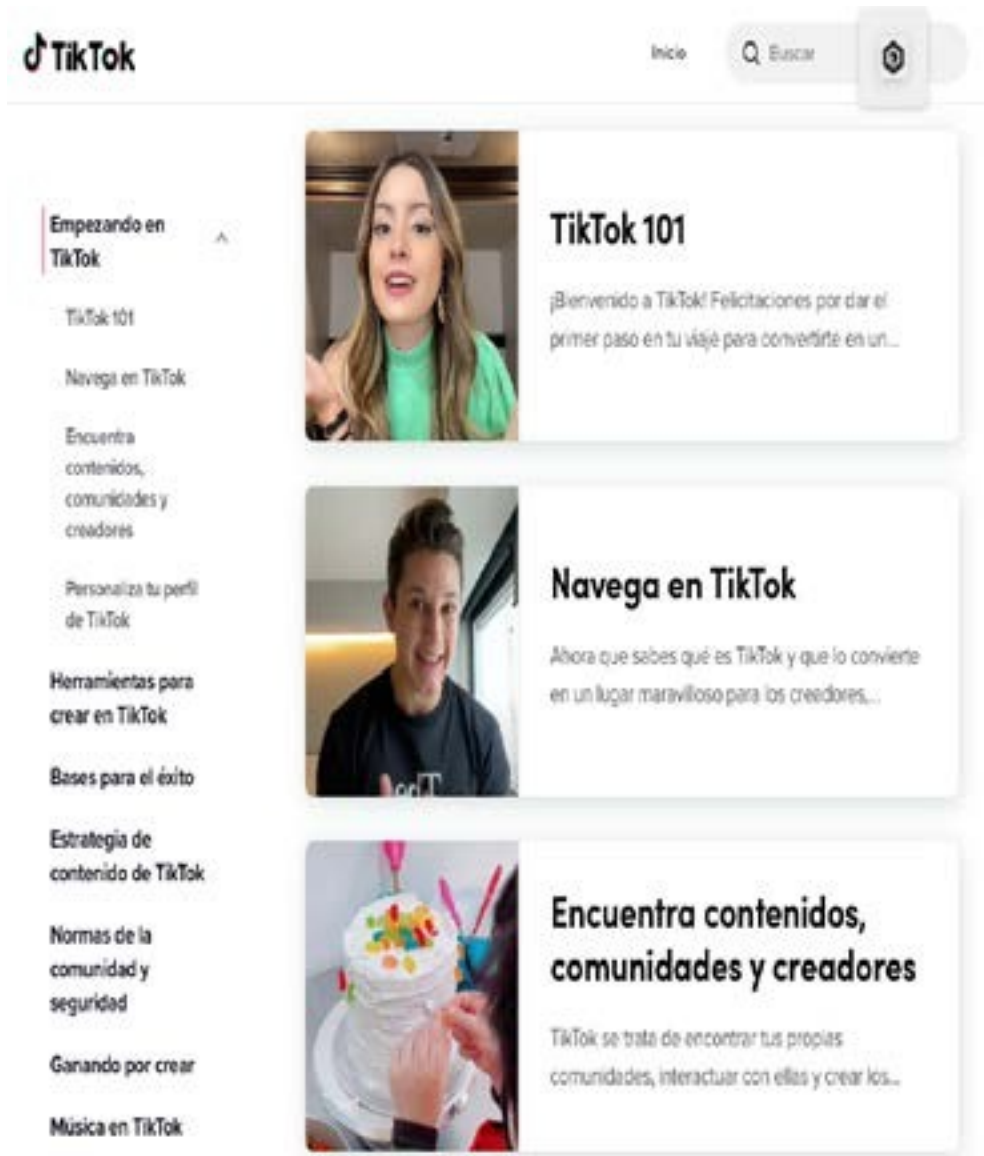 TikTok
Inicio
Buscar
Empezando en
TikTok
TikTok 101
Navega en TikTok
Encuentra
contenidos,
comunidades y
creadores
Personaliza tu perfil
de TikTok
Herramientas para
crear en TikTok
Bases para el éxito
Estrategia de
contenido de TikTok
Normas de la
comunidad y
seguridad
Ganando por crear
Música en TikTok
TikTok 101
¡Bienvenido a TikTok! Felicitaciones por dar el
primer paso en tu viaje para convertirte en un...
Navega en TikTok
Ahora que sabes qué es TikTok y que lo convierte
en un lugar maravilloso para los creadores,...
Encuentra contenidos,
comunidades y creadores
TikTok se trata de encontrar tus propias
comunidades, interactuar con ellas y crear los...